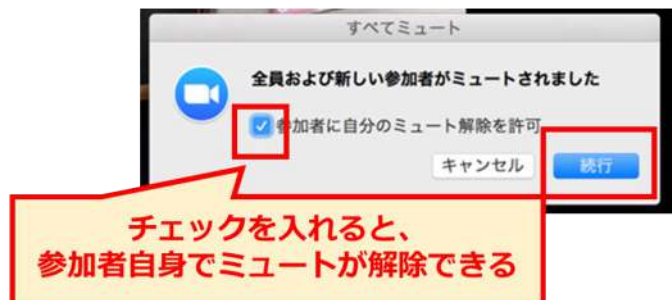 すべてミュート
全員および新しい参加者がミュートされました
参加者に自分のミュート解除を許可
キャンセル
続行
チェックを入れると、
参加者自身でミュートが解除できる